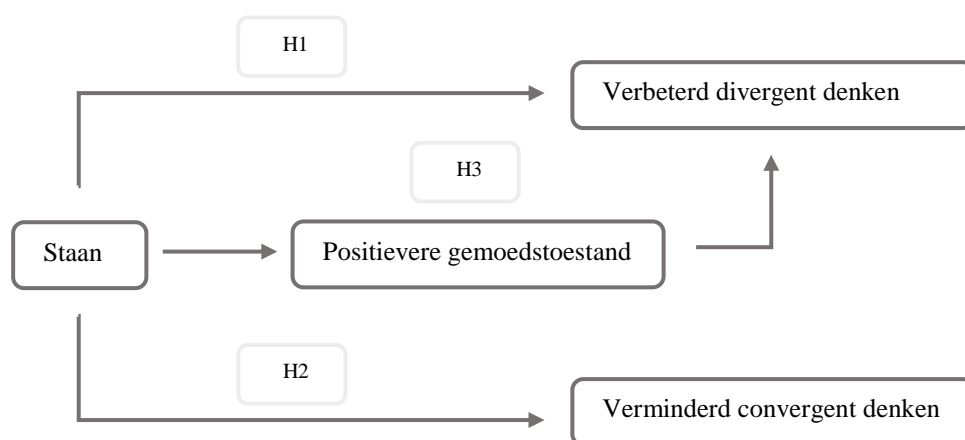 H1
Verbeterd divergent denken
H3
Staan
Positievere gemoedstoestand
H2
Verminderd convergent denken